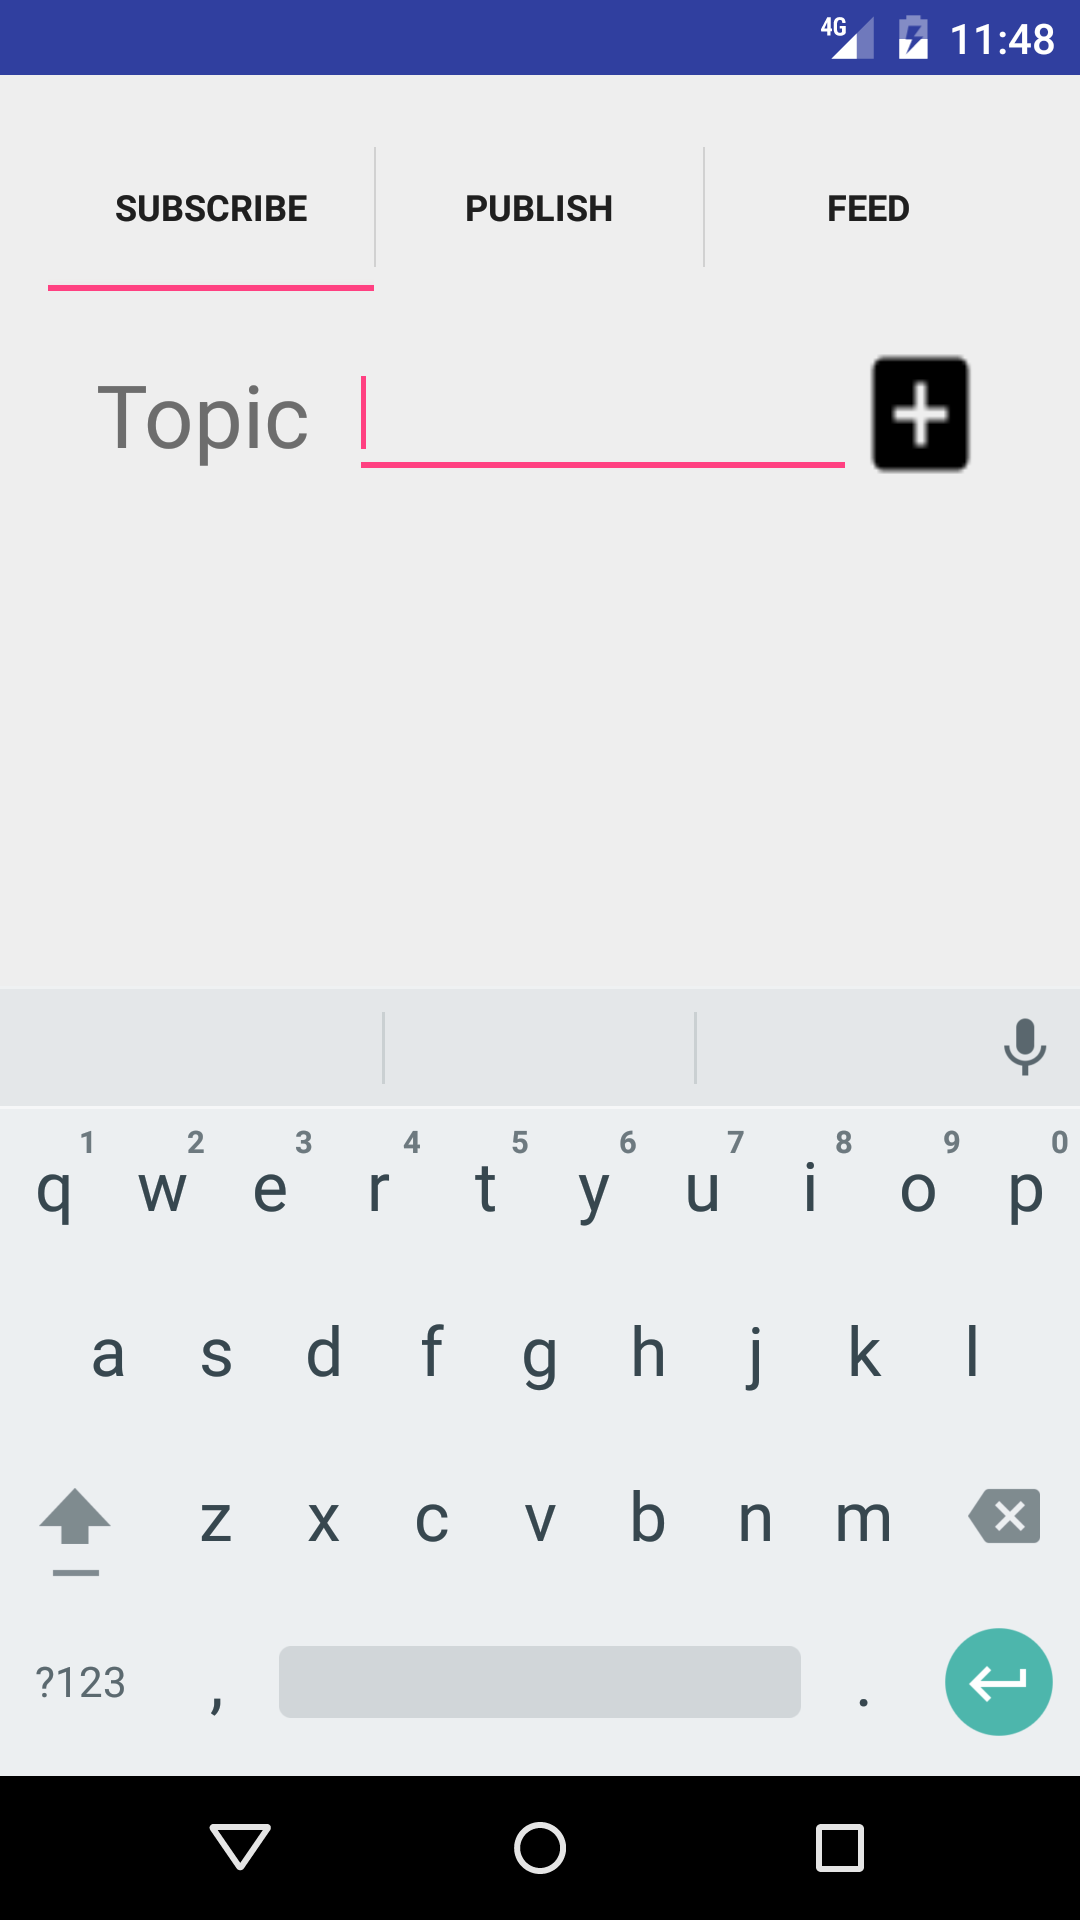 4G 11:48
SUBSCRIBE PUBLISH FEED
Topic
1 2 3 4 5 6 7 8 9 0
q w e r t y u i o p
a s d f g h j k l
z x c v b n m
?123 , .